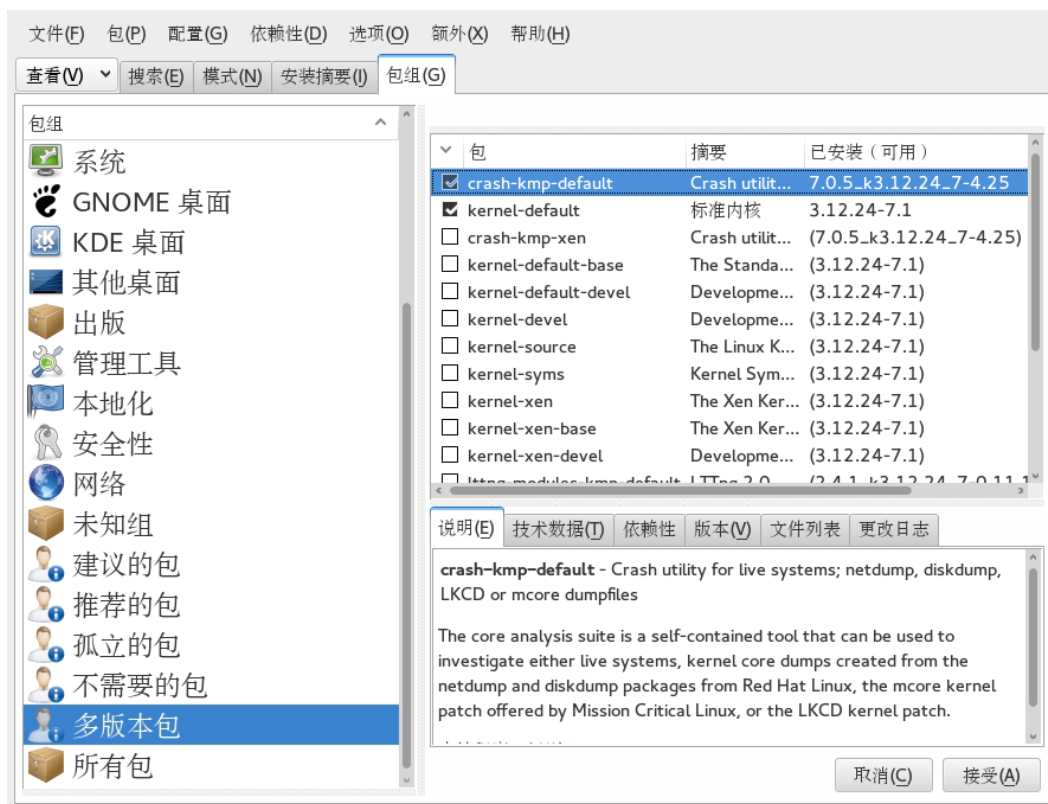 文件(F) 包(P) 配置(G) 依赖性(D) 选项(O) 额外(X) 帮助(H)
查看(V) 搜索(E) 模式(N) 安装摘要(I) 包组(G)
包组
系统
GNOME 桌面
KDE 桌面
其他桌面
出版
管理工具
本地化
安全性
网络
未知组
建议的包
推荐的包
孤立的包
不需要的包
多版本包
所有包
包 摘要 已安装（可用）
crash-kmp-default Crash utilit... 7.0.5_k3.12.24_7-4.25
kernel-default 标准内核 3.12.24-7.1
crash-kmp-xen Crash utilit... (7.0.5_k3.12.24_7-4.25)
kernel-default-base The Standa... (3.12.24-7.1)
kernel-default-devel Developme... (3.12.24-7.1)
kernel-devel Developme... (3.12.24-7.1)
kernel-source The Linux K... (3.12.24-7.1)
kernel-syms Kernel Sym... (3.12.24-7.1)
kernel-xen The Xen Ker... (3.12.24-7.1)
kernel-xen-base The Xen Ker... (3.12.24-7.1)
kernel-xen-devel Developme... (3.12.24-7.1)
lttng-modules-kmp-default LTTng 2.0
说明(E) 技术数据(T) 依赖性 版本(V) 文件列表 更改日志
crash-kmp-default - Crash utility for live systems; netdump, diskdump,
LKCD or mcore dumpfiles
The core analysis suite is a self-contained tool that can be used to
investigate either live systems, kernel core dumps created from the
netdump and diskdump packages from Red Hat Linux, the mcore kernel
patch offered by Mission Critical Linux, or the LKCD kernel patch.
取消(C) 接受(A)